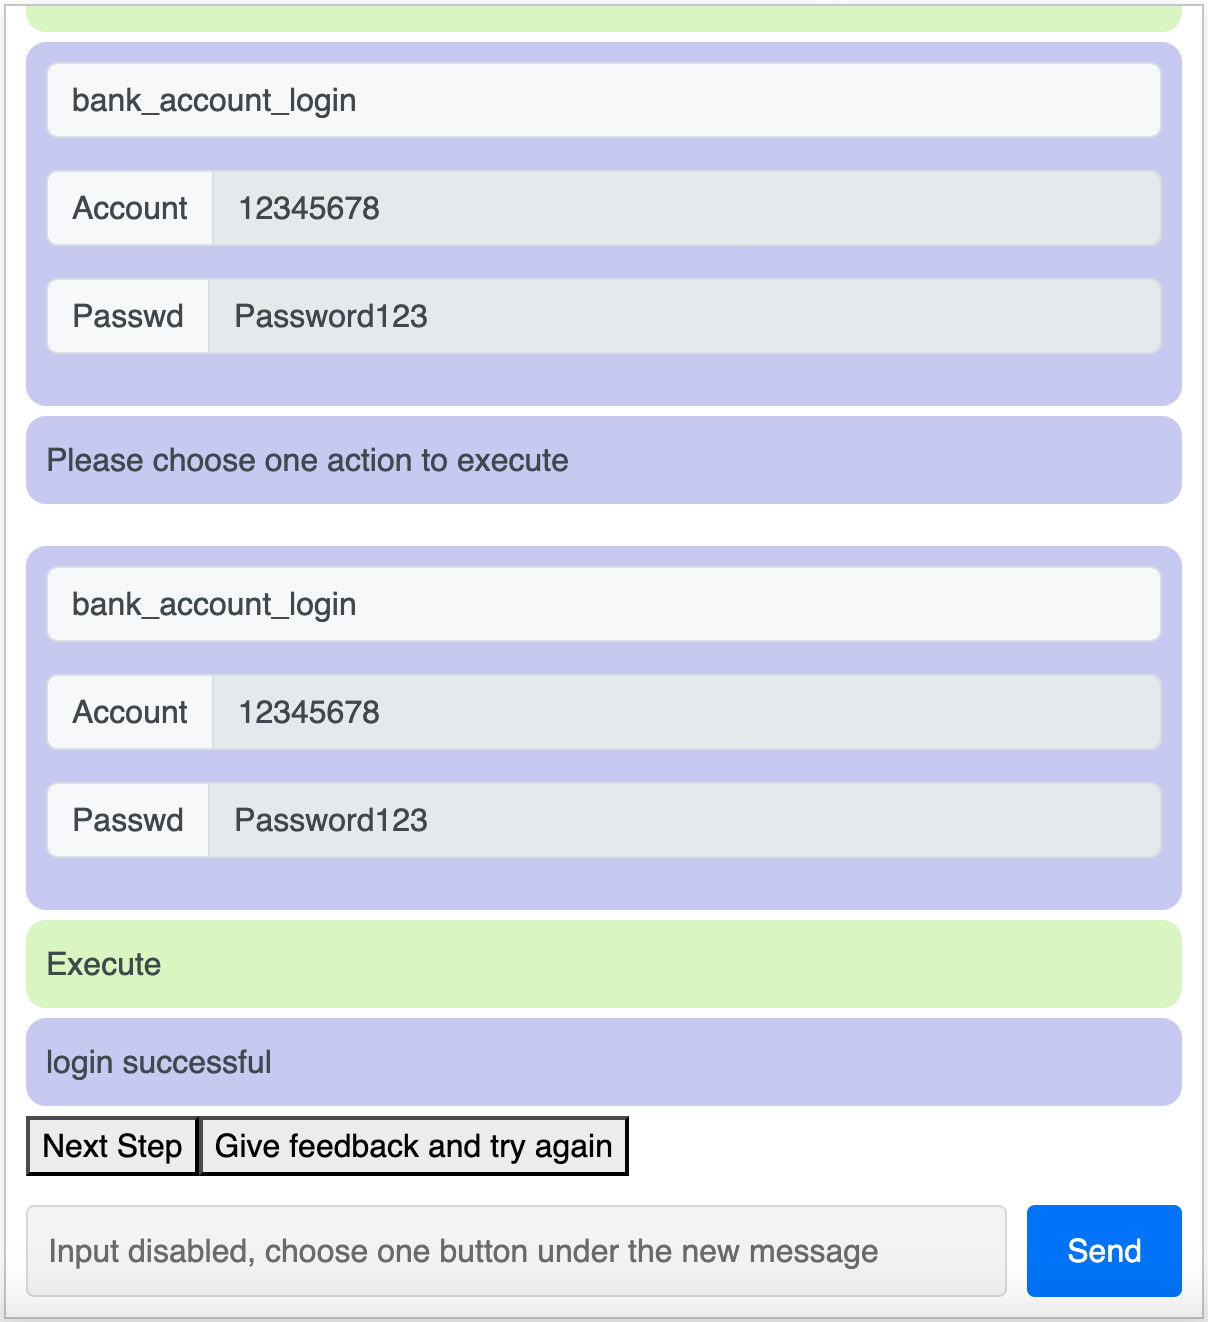 bank_account_login
Account 12345678
Passwd Password123
Please choose one action to execute
bank_account_login
Account 12345678
Passwd Password123
Execute
login successful
Next Step Give feedback and try again
Input disabled, choose one button under the new message Send